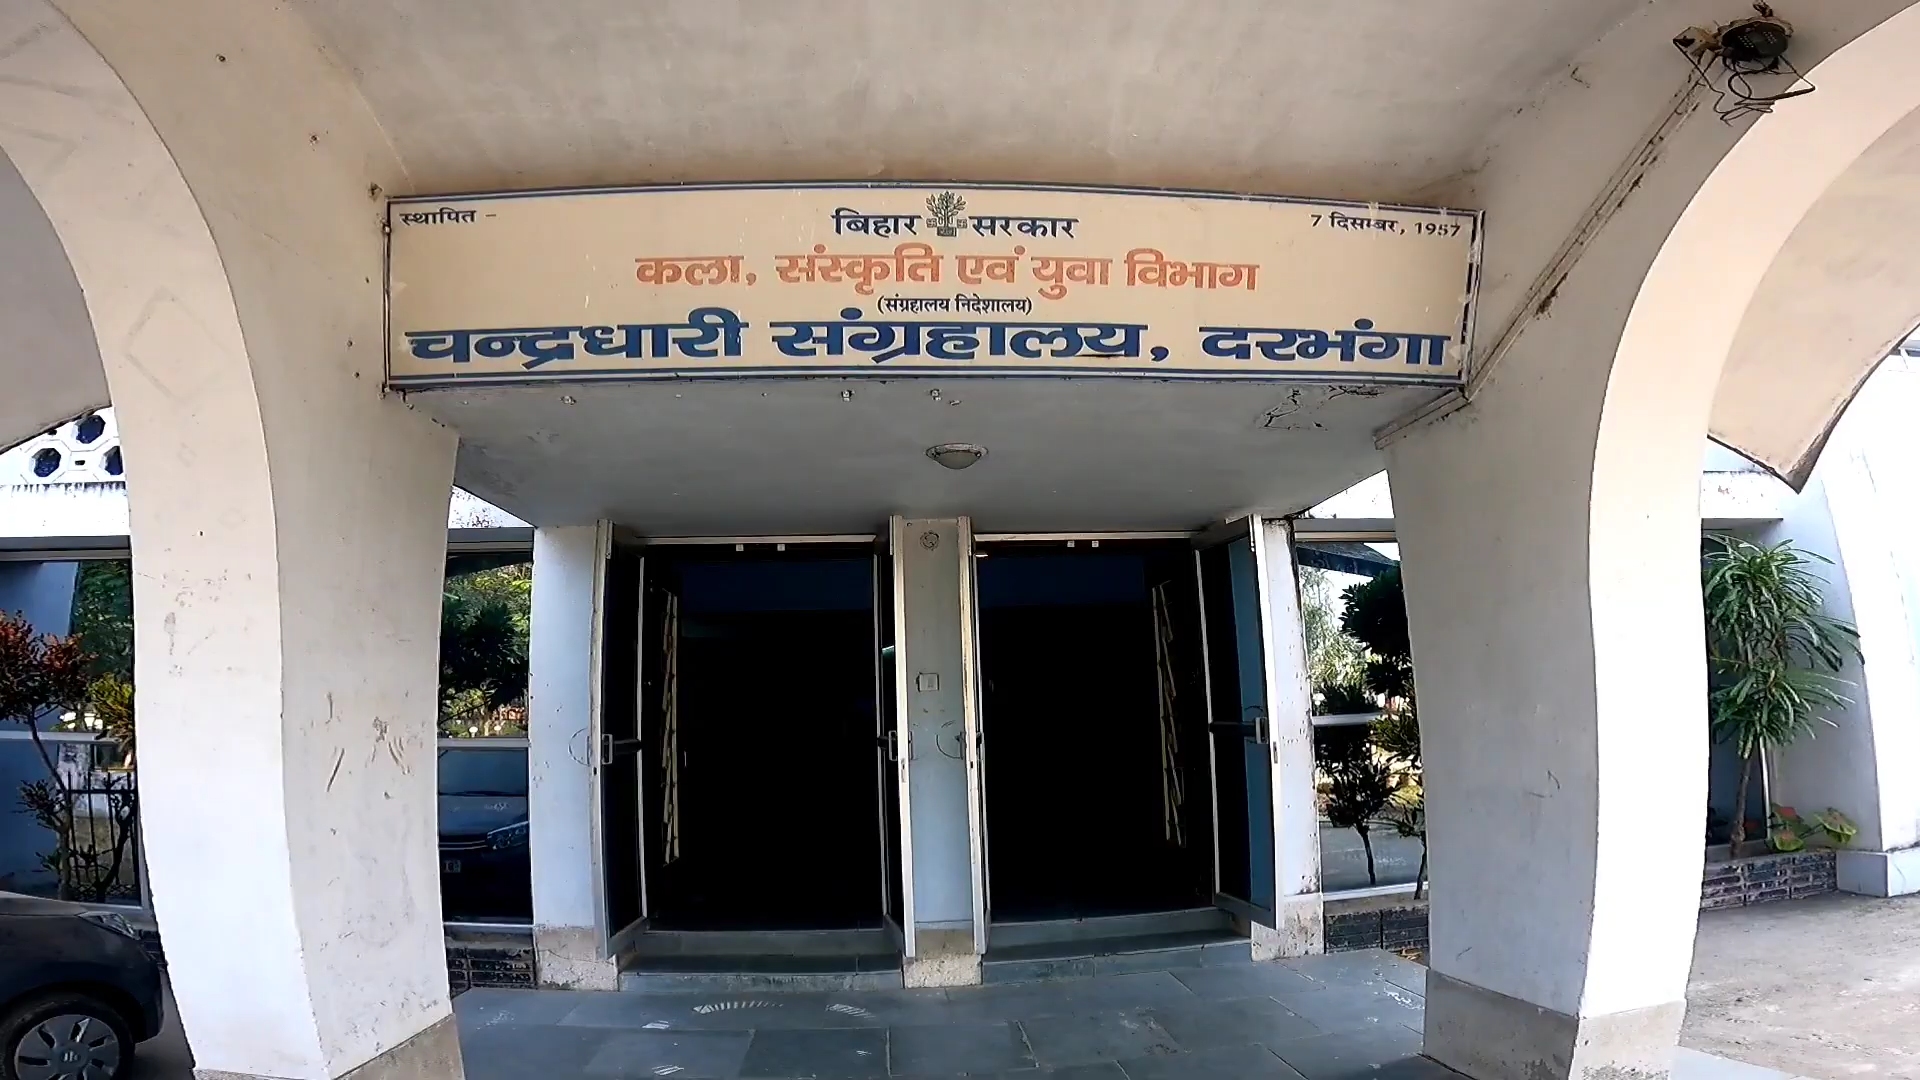 स्थापित -
बिहार सरकार
7 दिसम्बर, 1957
कला, संस्कृति एवं युवा विभाग
(संग्रहालय निदेशालय)
चन्द्रधारी संग्रहालय, दरभंगा